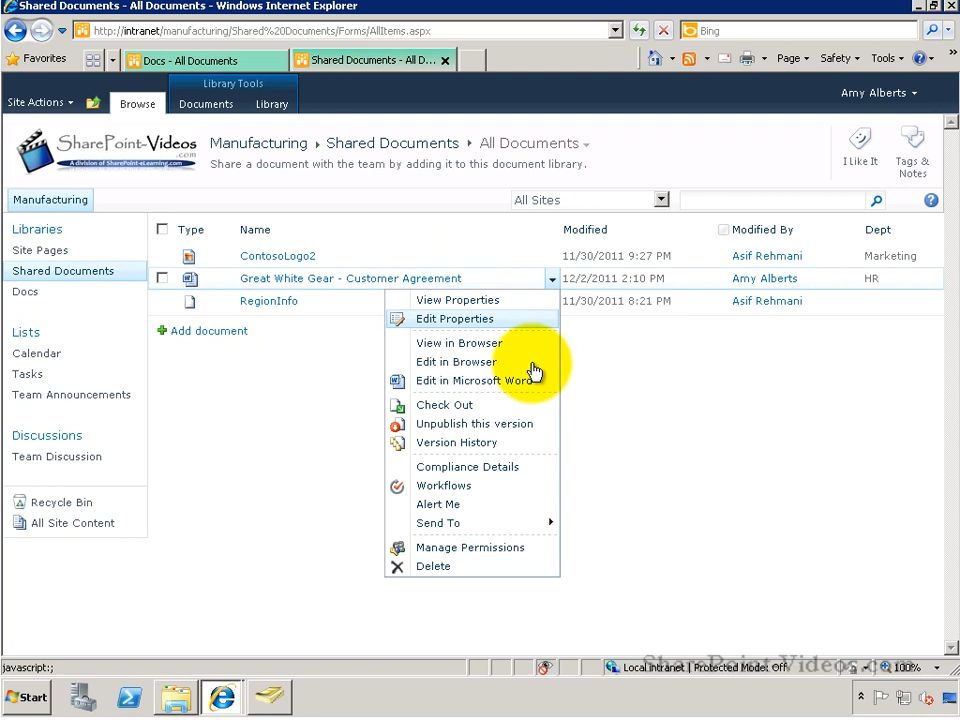 Shared Documents - All Documents - Windows Internet Explorer
http://intranet/manufacturing/Shared%20Documents/Forms/AllItems.aspx
Bing
Favorites
Docs - All Documents
Shared Documents - All D...
Page
Safety
Tools
Library Tools
Site Actions
Browse
Documents
Library
Amy Alberts
SharePoint-Videos
.com
A division of SharePoint-eLearning.com
Manufacturing
Shared Documents
All Documents
Share a document with the team by adding it to this document library.
I Like It
Tags & Notes
Manufacturing
All Sites
Libraries
Site Pages
Shared Documents
Docs
Lists
Calendar
Tasks
Team Announcements
Discussions
Team Discussion
Recycle Bin
All Site Content
Type Name Modified Modified By Dept
ContosoLogo2 11/30/2011 9:27 PM Asif Rehmani Marketing
Great White Gear - Customer Agreement 12/2/2011 2:10 PM Amy Alberts HR
RegionInfo 11/30/2011 8:21 PM Asif Rehmani
Add document
View Properties
Edit Properties
View in Browser
Edit in Browser
Edit in Microsoft Word
Check Out
Unpublish this version
Version History
Compliance Details
Workflows
Alert Me
Send To
Manage Permissions
Delete
javascript:;
Local intranet | Protected Mode: Off
100%
SharePoint-Videos.com
Start